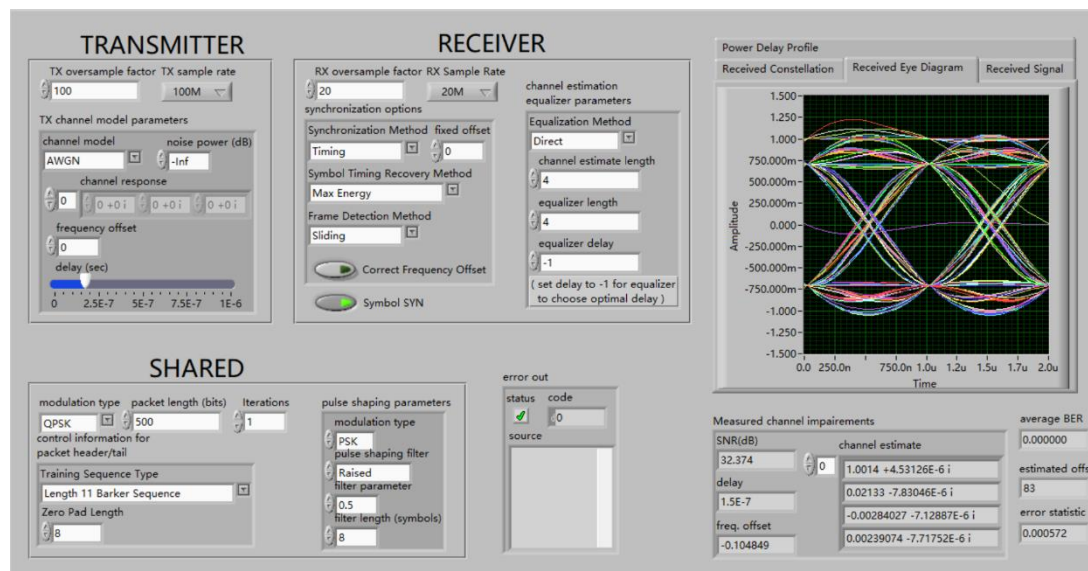 TRANSMITTER
TX oversample factor TX sample rate
100 100M
TX channel model parameters
channel model noise power (dB)
AWGN -Inf
channel response
0 0 +0 i 0 +0 i 0 +0 i
frequency offset
0
delay (sec)
0 2.5E-7 5E-7 7.5E-7 1E-6
RECEIVER
RX oversample factor RX Sample Rate
20 20M
synchronization options
Synchronization Method fixed offset
Timing 0
Symbol Timing Recovery Method
Max Energy
Frame Detection Method
Sliding
Correct Frequency Offset
Symbol SYN
channel estimation
equalizer parameters
Equalization Method
Direct
channel estimate length
4
equalizer length
4
equalizer delay
-1
( set delay to -1 for equalizer
to choose optimal delay )
Power Delay Profile
Received Constellation Received Eye Diagram Received Signal
1.500
1.250
1.000
750.000m
500.000m
250.000m
0.000
-250.000m
-500.000m
-750.000m
-1.000
-1.250
-1.500
Amplitude
0.0 250.0n 750.0n 1.0u 1.2u 1.5u 1.7u 2.0u
Time
SHARED
modulation type packet length (bits) Iterations
QPSK 500 1
control information for
packet header/tail
Training Sequence Type
Length 11 Barker Sequence
Zero Pad Length
8
pulse shaping parameters
modulation type
PSK
pulse shaping filter
Raised
filter parameter
0.5
filter length (symbols)
8
error out
status code
0
source
Measured channel impairements
SNR(dB)
32.374
delay
1.5E-7
freq. offset
-0.104849
channel estimate
0
1.0014 +4.53126E-6 i
0.02133 -7.83046E-6 i
-0.00284027 -7.12887E-6 i
0.00239074 -7.71752E-6 i
average BER
0.000000
estimated offs
83
error statistic
0.000572